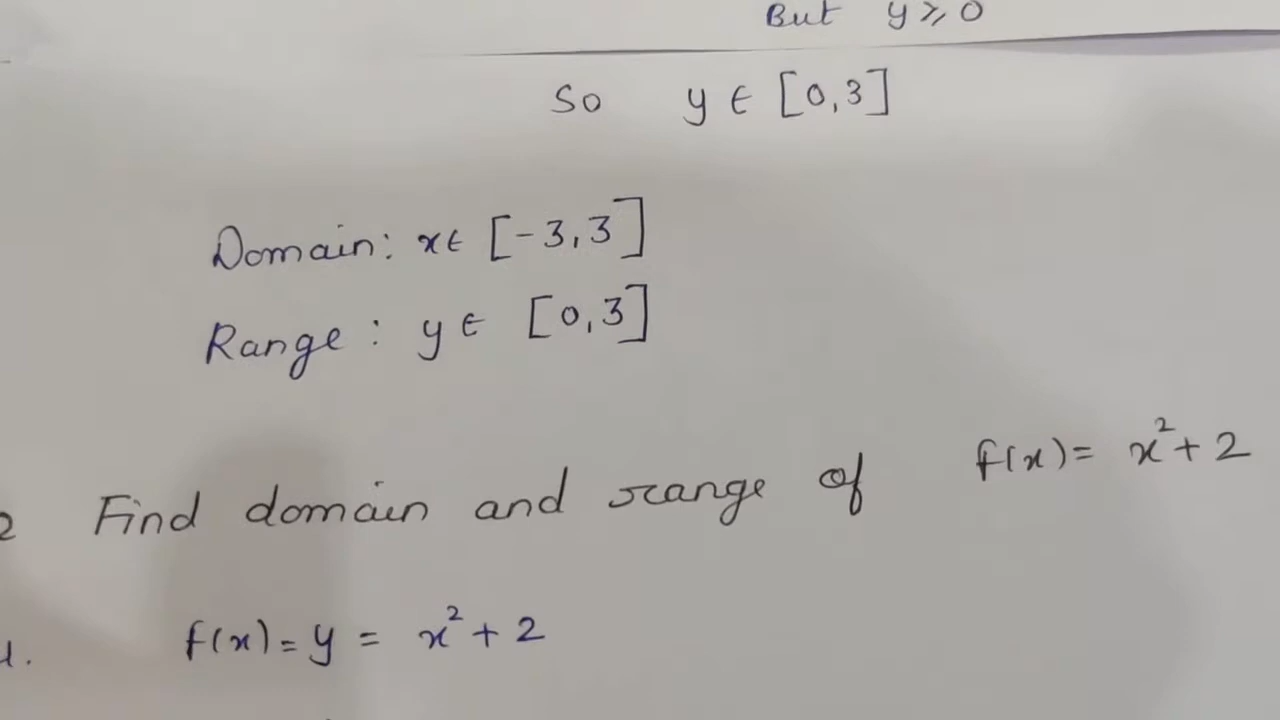 But y ⩾ 0
So y ∈ [0,3]
Domain: x ∈ [-3,3]
Range: y ∈ [0,3]
2 Find domain and range of f(x) = x² + 2
f(x) = y = x² + 2